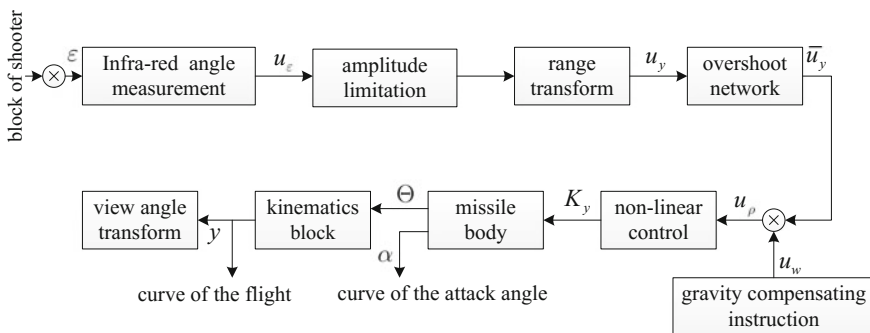 block of shooter
ε
Infra-red angle
measurement
u_ε
amplitude
limitation
range
transform
u_y
overshoot
network
ū_y
view angle
transform
y
kinematics
block
Θ
α
missile
body
K_y
non-linear
control
u_ρ
u_w
curve of the flight
curve of the attack angle
gravity compensating
instruction